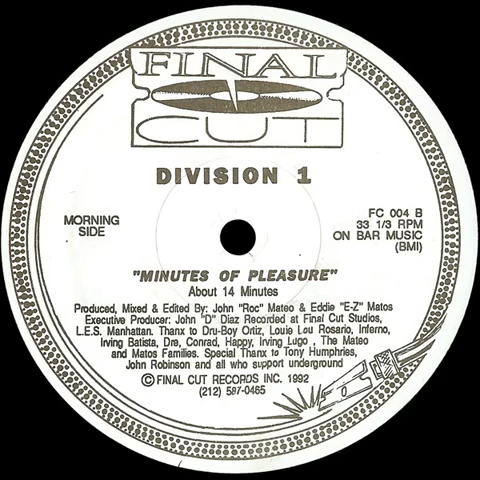 FINAL
CUT
DIVISION 1
MORNING
SIDE
FC 004 B
33 1/3 RPM
ON BAR MUSIC
(BMI)
"MINUTES OF PLEASURE"
About 14 Minutes
Produced, Mixed & Edited By: John "Roc" Mateo & Eddie "E-Z" Matos
Executive Producer: John "D" Diaz Recorded at Final Cut Studios,
L.E.S. Manhattan. Thanx to Dru-Boy Ortiz, Louie Lou Rosario, Inferno,
Irving Batista, Dre, Conrad, Happy, Irving Lugo , The Mateo
and Matos Families. Special Thanx to Tony Humphries,
John Robinson and all who support underground
© FINAL CUT RECORDS INC. 1992
(212) 587-0465